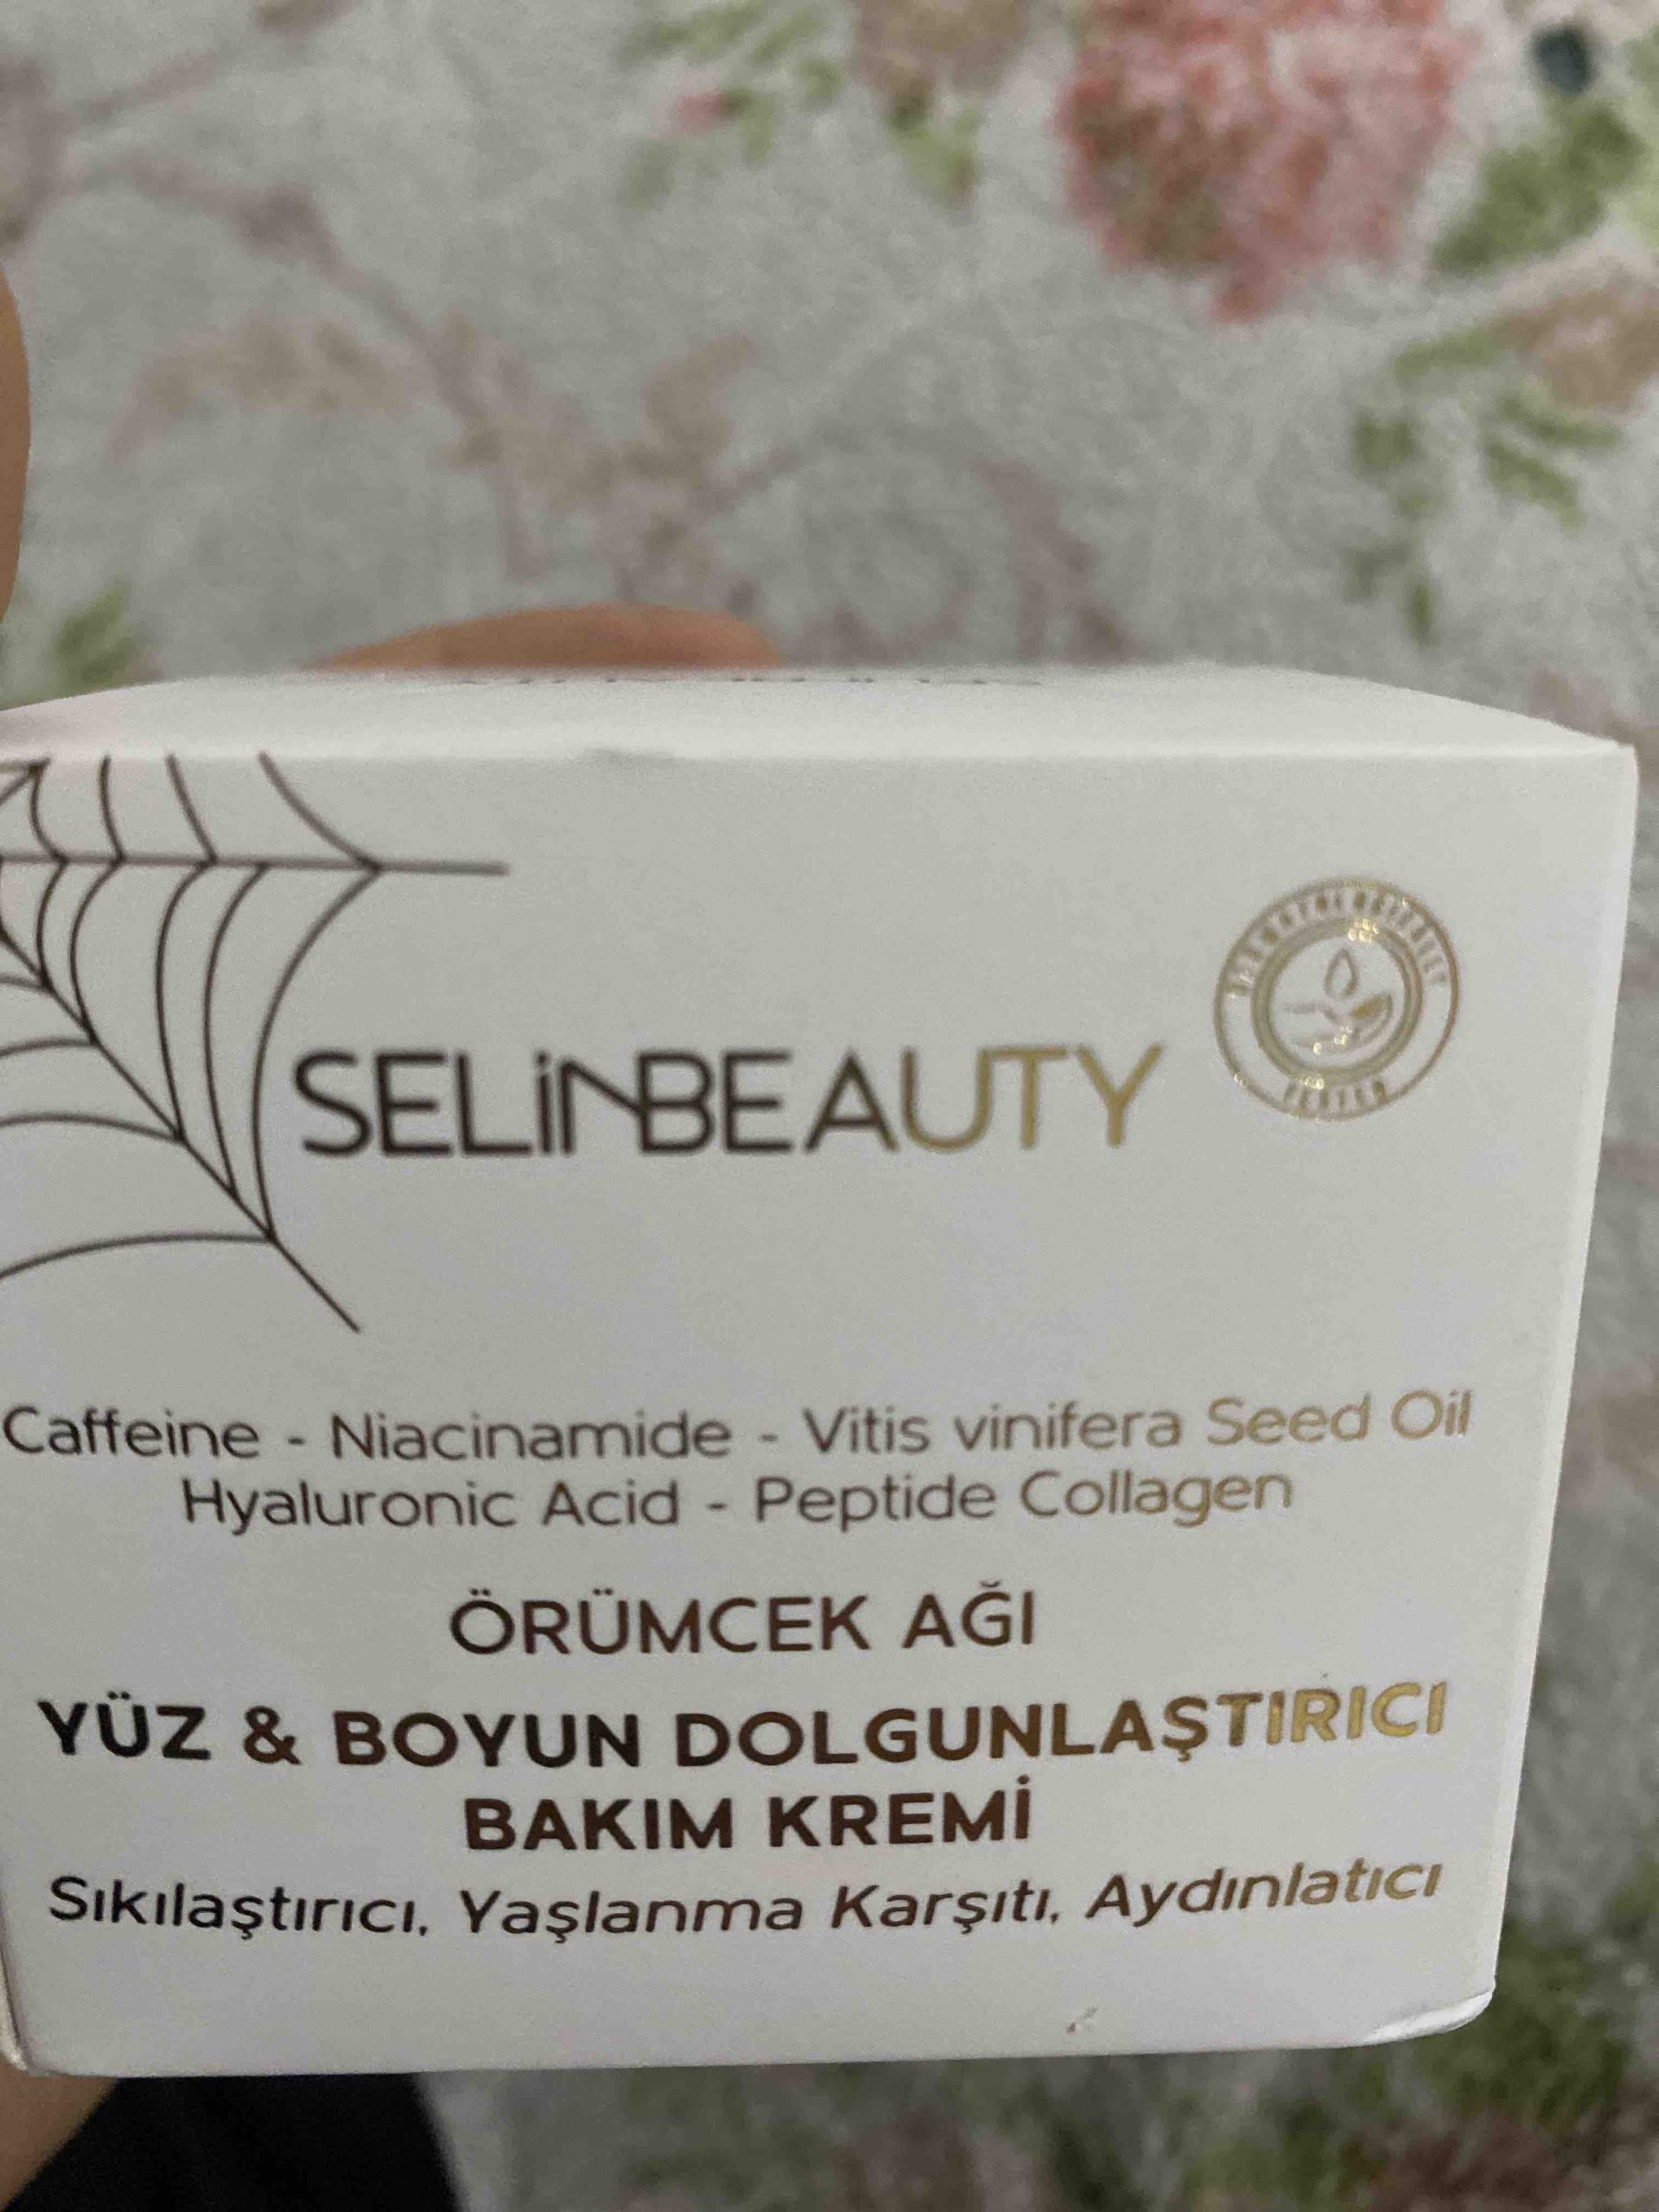 SELİNBEAUTY
Caffeine - Niacinamide - Vitis vinifera Seed Oil
Hyaluronic Acid - Peptide Collagen
ÖRÜMCEK AĞI
YÜZ & BOYUN DOLGUNLAŞTIRICI
BAKIM KREMİ
Sıkılaştırıcı, Yaşlanma Karşıtı, Aydınlatıcı